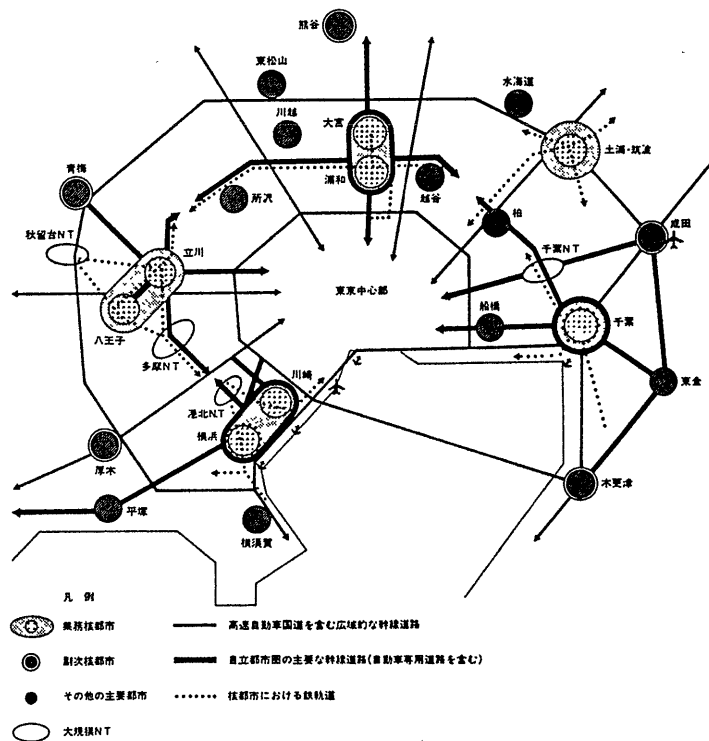 熊谷
東松山
水海道
川越
大宮
土浦・筑波
青梅
浦和
所沢
越谷
柏
成田
秋留台NT
立川
千葉NT
東京中心部
船橋
千葉
八王子
多摩NT
川崎
東金
港北N.T
横浜
厚木
木更津
平塚
横須賀
凡 例
業務核都市
高速自動車国道を含む広域的な幹線道路
副次核都市
自立都市圏の主要な幹線道路(自動車専用道路を含む)
その他の主要都市
核都市における鉄軌道
大規模NT